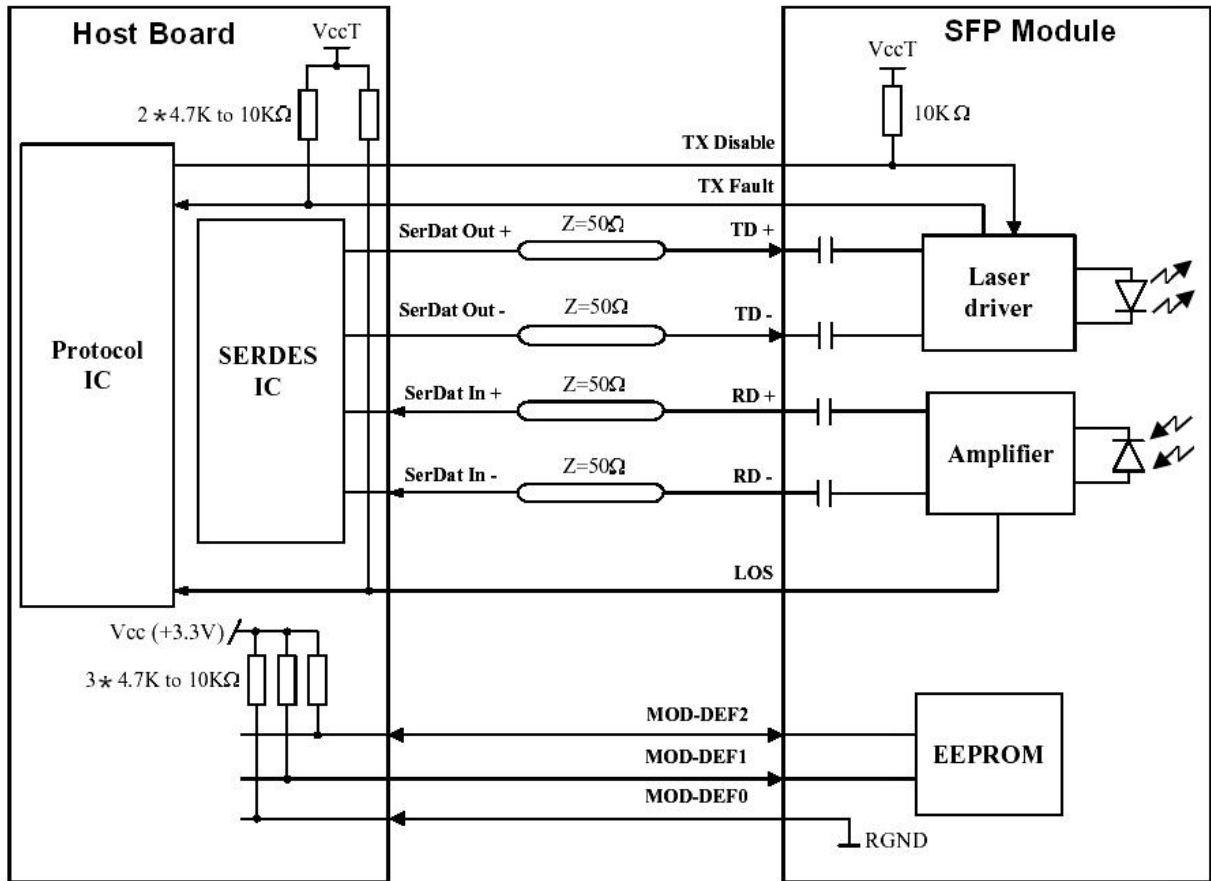 Host Board
SFP Module
VccT
VccT
2 * 4.7K to 10KΩ
10K Ω
TX Disable
TX Fault
SerDat Out +
Z=50Ω
TD +
SerDat Out -
Z=50Ω
TD -
Laser
driver
Protocol
IC
SERDES
IC
SerDat In +
Z=50Ω
RD +
SerDat In -
Z=50Ω
RD -
Amplifier
LOS
Vcc (+3.3V)
3 * 4.7K to 10KΩ
MOD-DEF2
MOD-DEF1
MOD-DEF0
EEPROM
RGND